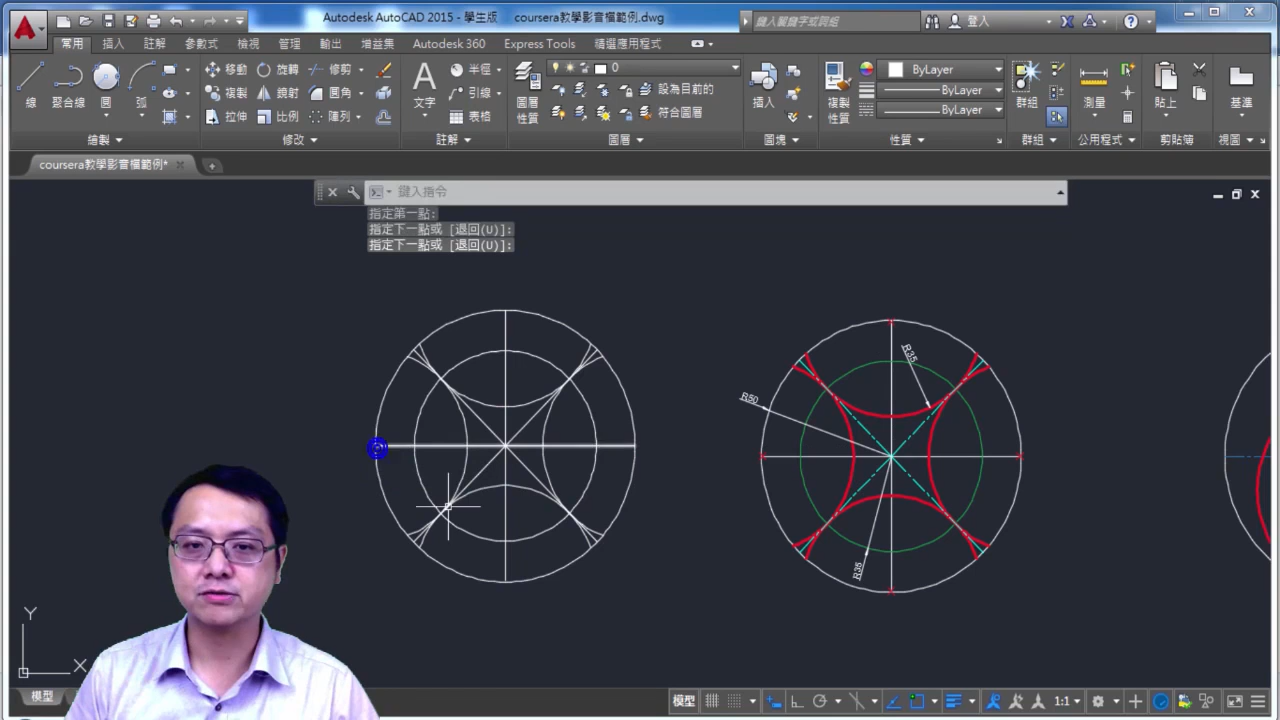 Autodesk AutoCAD 2015 - 學生版 coursera教學影音檔範例.dwg
鍵入關鍵字或詞組
登入
常用 插入 註解 參數式 檢視 管理 輸出 增益集 Autodesk 360 Express Tools 精選應用程式
線 聚合線 圓 弧
移動 旋轉 修剪
複製 鏡射 圓角
拉伸 比例 陣列
文字
半徑
引線
表格
圖層性質
0
設為目前的
符合圖層
插入
複製性質
ByLayer
ByLayer
ByLayer
群組 測量 貼上 基準
繪製 修改 註解 圖層 圖塊 性質 群組 公用程式 剪貼簿 視圖
coursera教學影音檔範例*
鍵入指令
指定第一點:
指定下一點或 [退回(U)]:
指定下一點或 [退回(U)]:
R35
R50
R35
Y
X
模型
模型
1:1